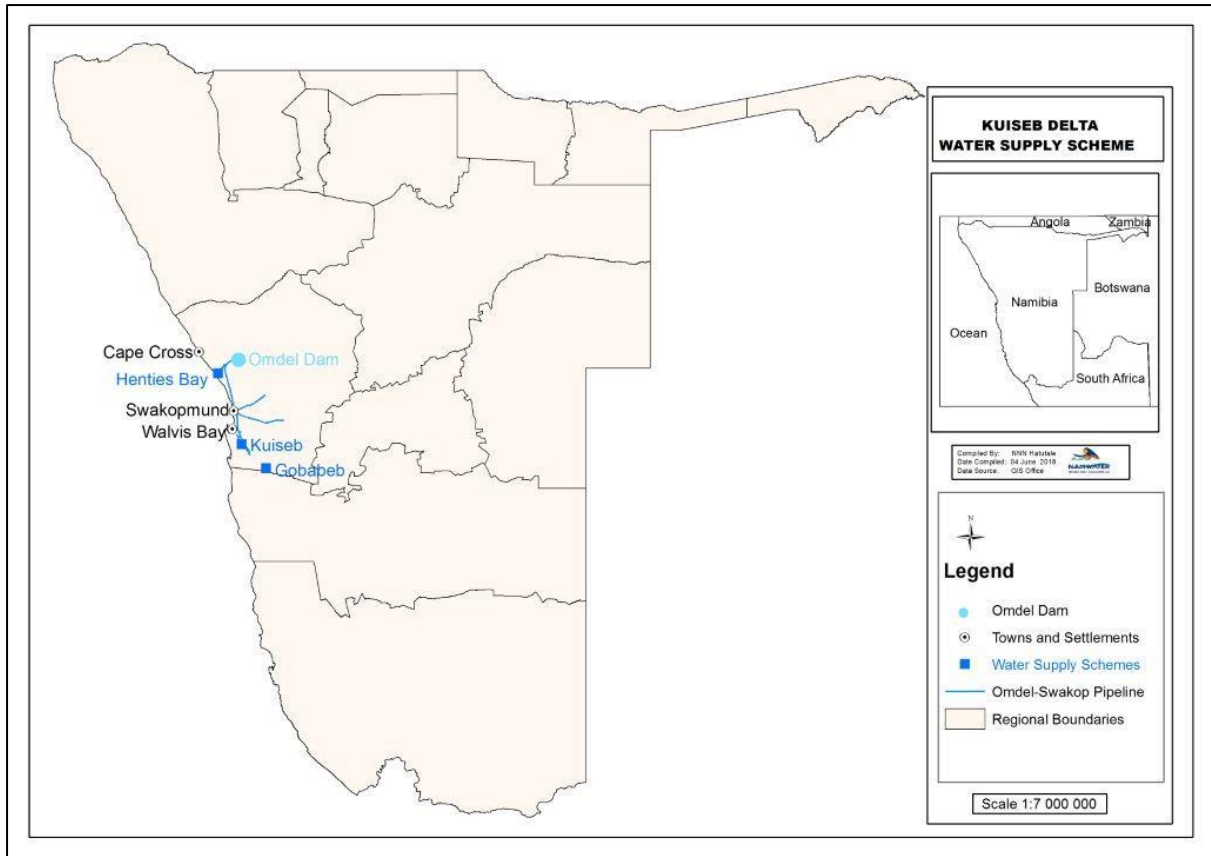 KUISEB DELTA
WATER SUPPLY SCHEME
Angola
Zambia
Botswana
Namibia
Ocean
South Africa
Cape Cross
Omdel Dam
Henties Bay
Swakopmund
Walvis Bay
Kuiseb
Gobabeb
Compiled By: NNN Hatutale
Date Compiled: 04 June 2018
Data Source: GIS Office
NAMWATER
N
Legend
Omdel Dam
Towns and Settlements
Water Supply Schemes
Omdel-Swakop Pipeline
Regional Boundaries
Scale 1:7 000 000